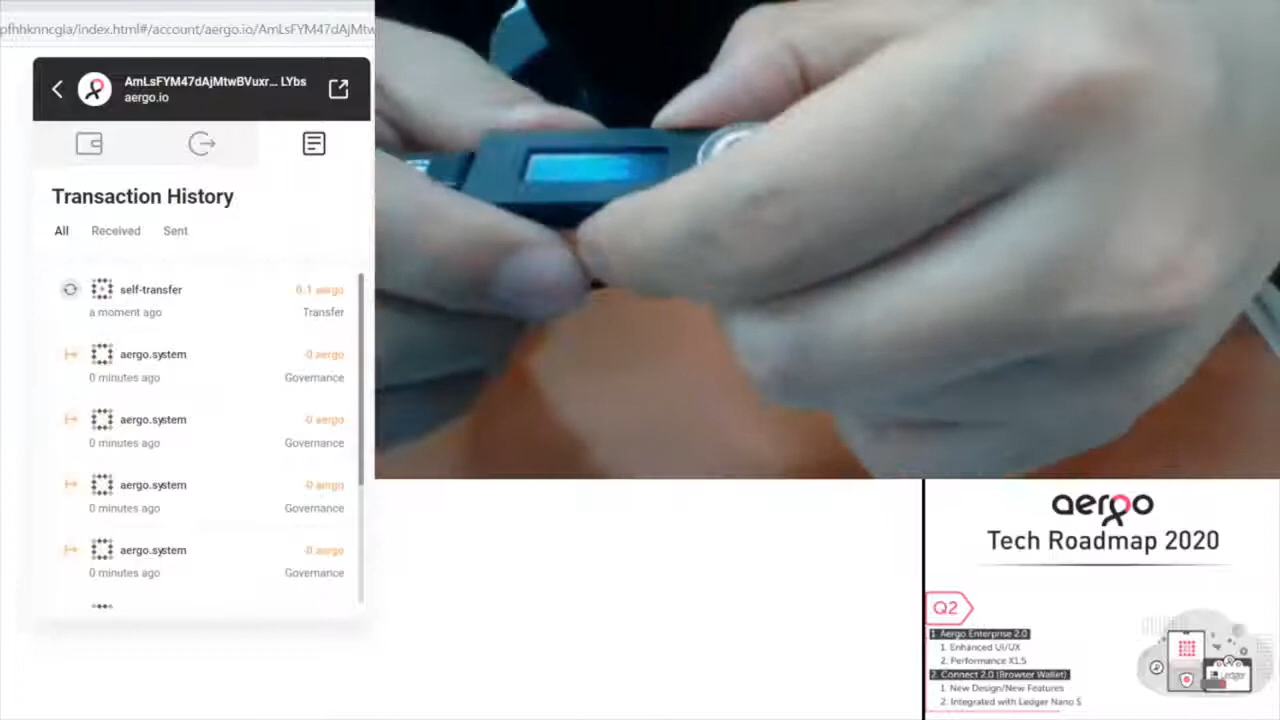 pfhhknncgla/index.html#/account/aergo.io/AmLsFYM47dAjMtw
AmLsFYM47dAjMtwBVuxr... LYbs
aergo.io
Transaction History
All Received Sent
self-transfer 0.1 aergo
a moment ago Transfer
aergo.system -0 aergo
0 minutes ago Governance
aergo.system -0 aergo
0 minutes ago Governance
aergo.system -0 aergo
0 minutes ago Governance
aergo.system -0 aergo
0 minutes ago Governance
aergo
Tech Roadmap 2020
Q2
1. Aergo Enterprise 2.0
1. Enhanced UI/UX
2. Performance X1.5
2. Connect 2.0 (Browser Wallet)
1. New Design/New Features
2. Integrated with Ledger Nano S
Ledger